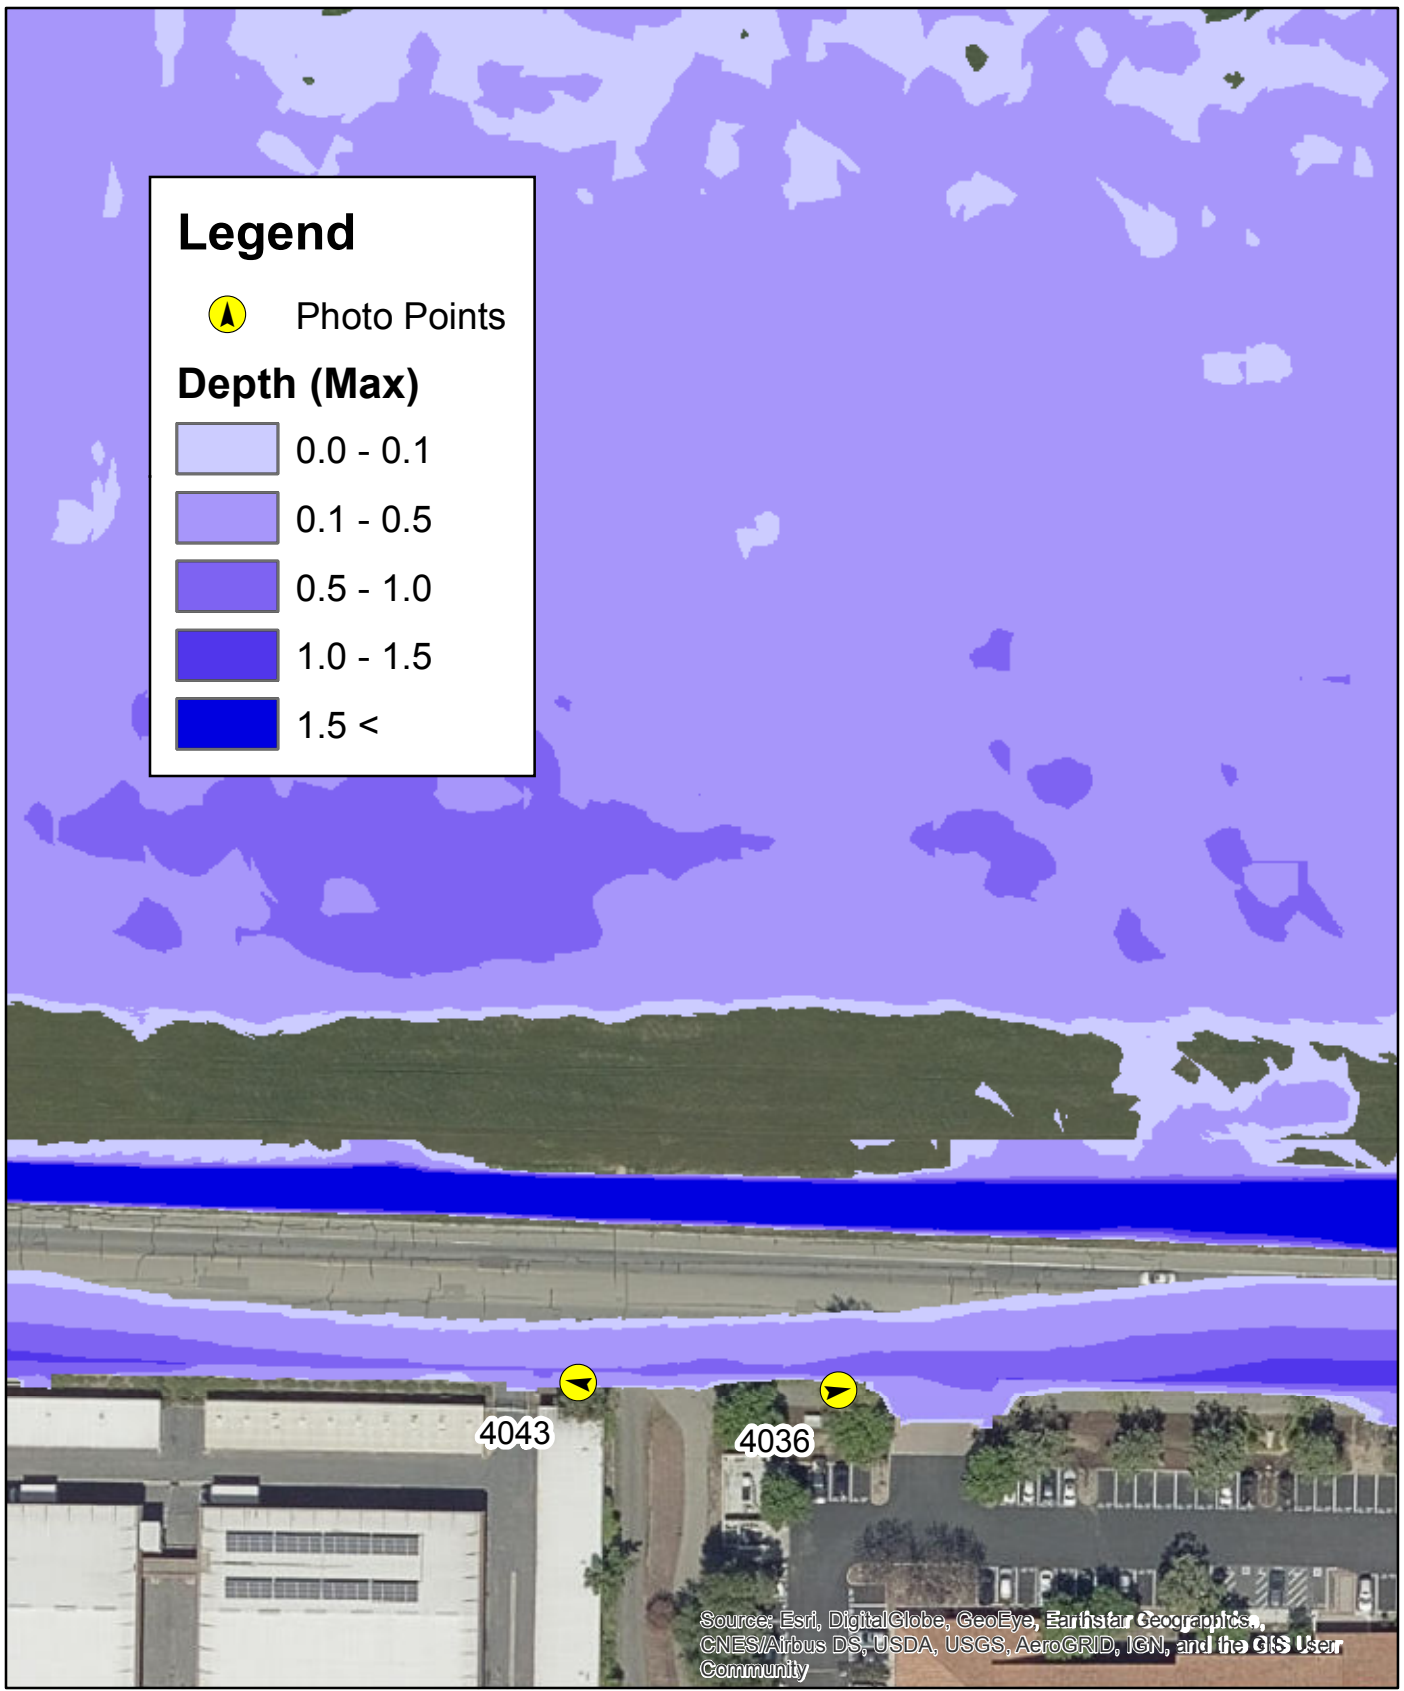 Legend
Photo Points
Depth (Max)
0.0 - 0.1
0.1 - 0.5
0.5 - 1.0
1.0 - 1.5
1.5 <
4043
4036
Source: Esri, DigitalGlobe, GeoEye, Earthstar Geographics,
CNES/Airbus DS, USDA, USGS, AeroGRID, IGN, and the GIS User
Community